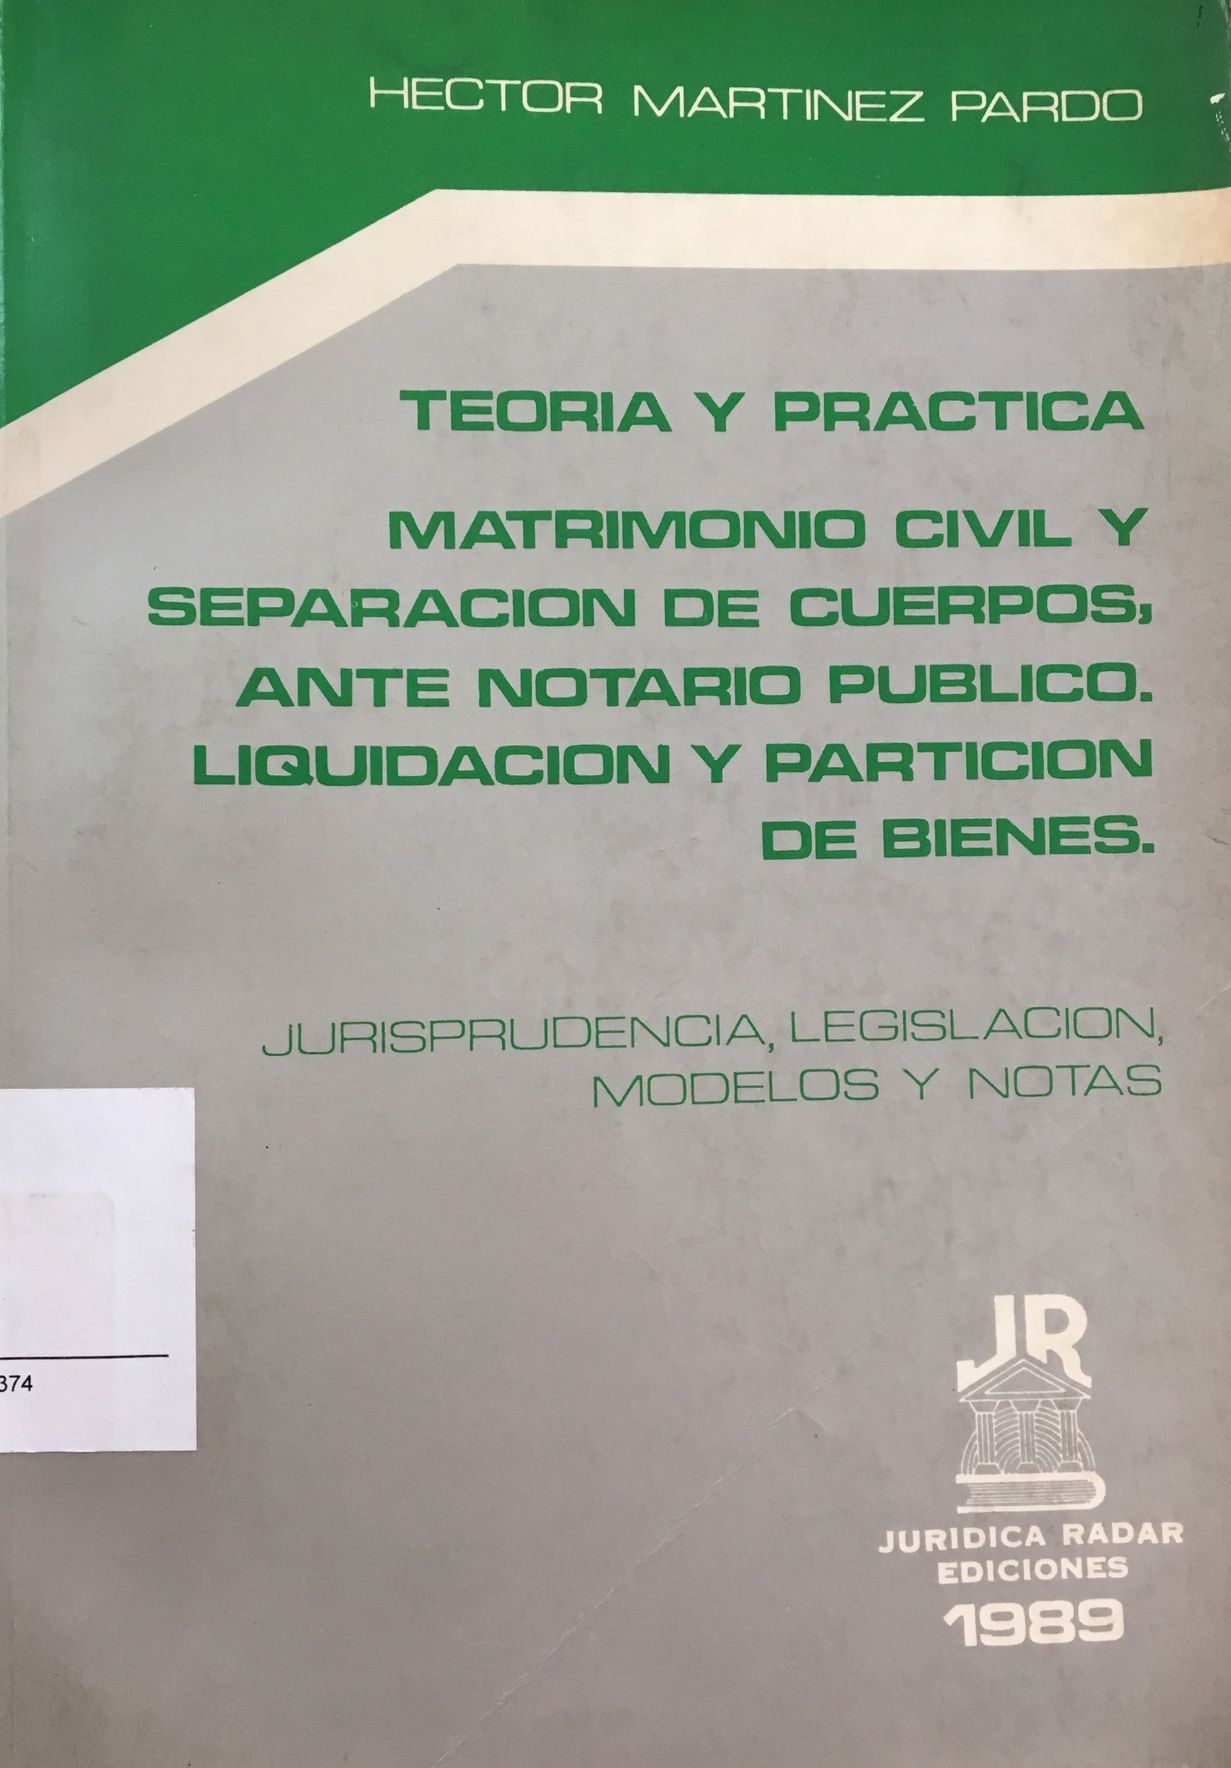 HECTOR MARTINEZ PARDO
TEORIA Y PRACTICA
MATRIMONIO CIVIL Y
SEPARACION DE CUERPOS,
ANTE NOTARIO PUBLICO.
LIQUIDACION Y PARTICION
DE BIENES.
JURISPRUDENCIA, LEGISLACION,
MODELOS Y NOTAS
374
JR
JURIDICA RADAR
EDICIONES
1989